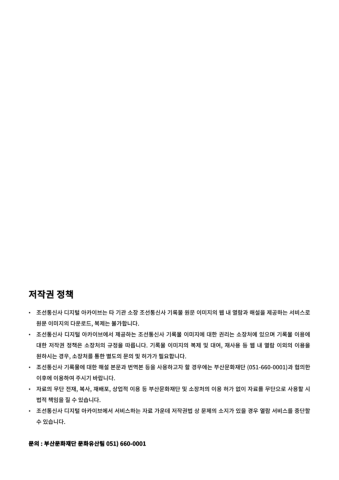 저작권 정책
• 조선통신사 디지털 아카이브는 타 기관 소장 조선통신사 기록물 원문 이미지의 웹 내 열람과 해설을 제공하는 서비스로
원문 이미지의 다운로드, 복제는 불가합니다.
• 조선통신사 디지털 아카이브에서 제공하는 조선통신사 기록물 이미지에 대한 권리는 소장처에 있으며 기록물 이용에
대한 저작권 정책은 소장처의 규정을 따릅니다. 기록물 이미지의 복제 및 대여, 재사용 등 웹 내 열람 이외의 이용을
원하시는 경우, 소장처를 통한 별도의 문의 및 허가가 필요합니다.
• 조선통신사 기록물에 대한 해설 본문과 번역본 등을 사용하고자 할 경우에는 부산문화재단 (051-660-0001)과 협의한
이후에 이용하여 주시기 바랍니다.
• 자료의 무단 전재, 복사, 재배포, 상업적 이용 등 부산문화재단 및 소장처의 이용 허가 없이 자료를 무단으로 사용할 시
법적 책임을 질 수 있습니다.
• 조선통신사 디지털 아카이브에서 서비스하는 자료 가운데 저작권법 상 문제의 소지가 있을 경우 열람 서비스를 중단할
수 있습니다.
문의 : 부산문화재단 문화유산팀 051) 660-0001